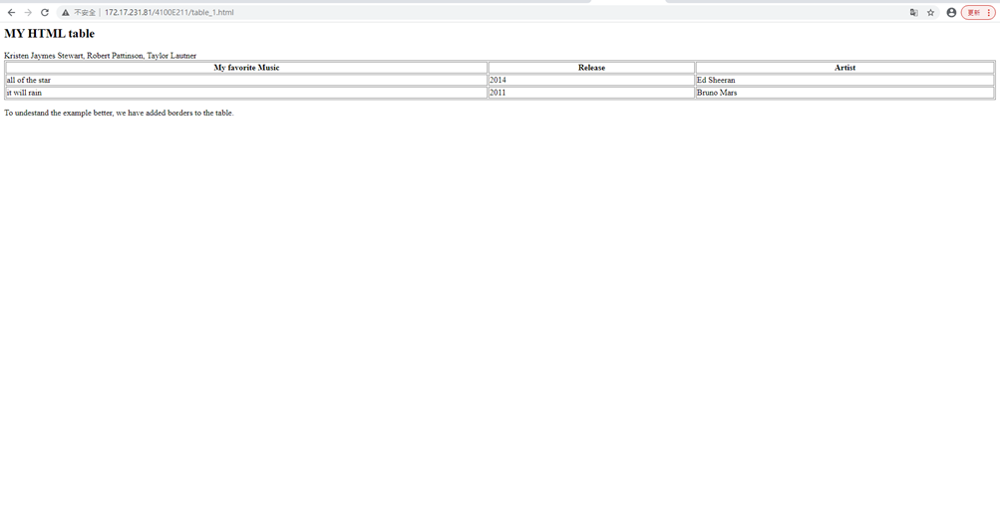 不安全 | 172.17.231.81/4100E211/table_1.html 更新
MY HTML table
Kristen Jaymes Stewart, Robert Pattinson, Taylor Lautner
My favorite Music Release Artist
all of the star 2014 Ed Sheeran
it will rain 2011 Bruno Mars
To undestand the example better, we have added borders to the table.